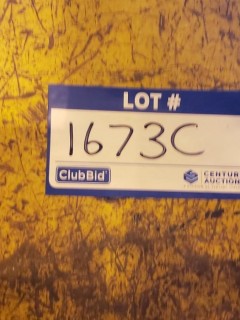 LOT #
1673C
ClubBid
CENTUR
AUCTION